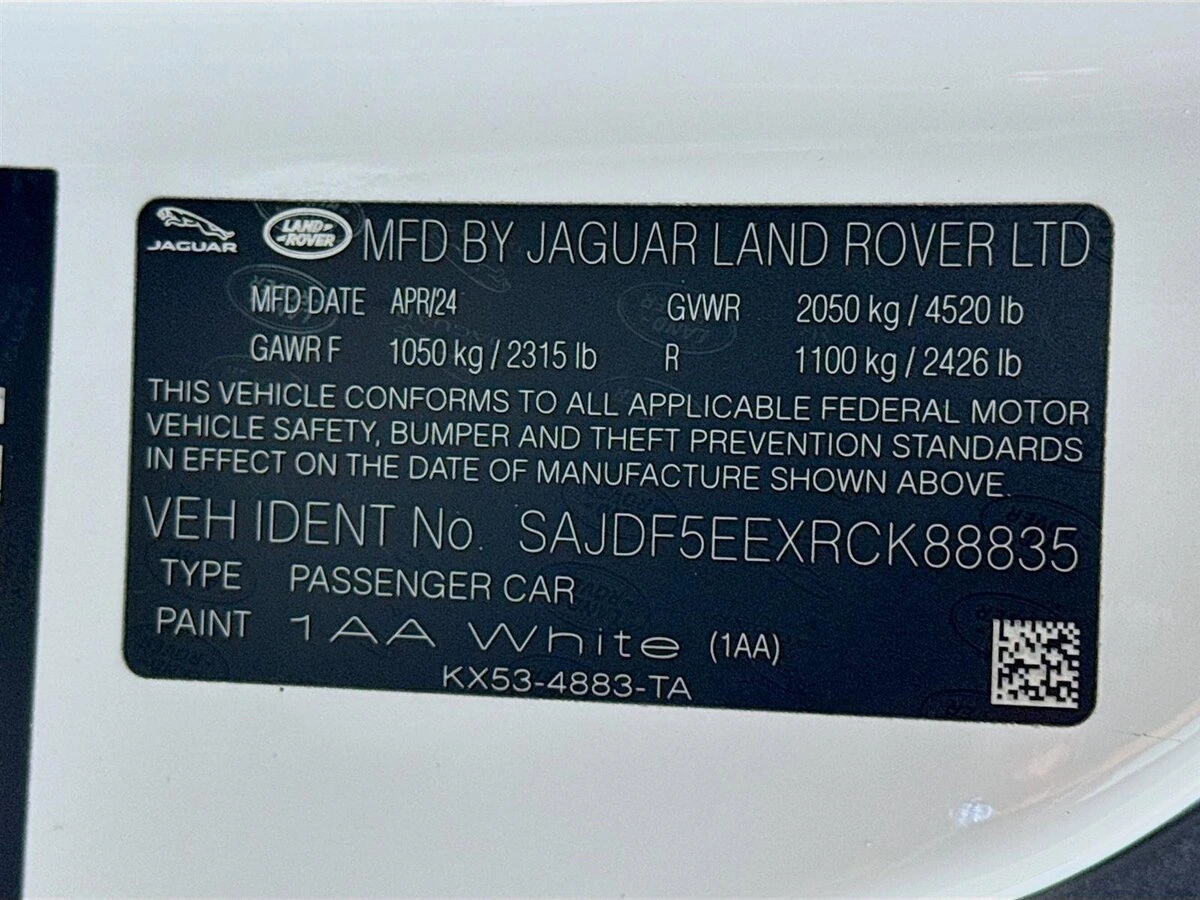 JAGUAR LAND ROVER MFD BY JAGUAR LAND ROVER LTD
MFD DATE APR/24 GVWR 2050 kg / 4520 lb
GAWR F 1050 kg / 2315 lb R 1100 kg / 2426 lb
THIS VEHICLE CONFORMS TO ALL APPLICABLE FEDERAL MOTOR
VEHICLE SAFETY, BUMPER AND THEFT PREVENTION STANDARDS
IN EFFECT ON THE DATE OF MANUFACTURE SHOWN ABOVE.
VEH IDENT No. SAJDF5EEXRCK88835
TYPE PASSENGER CAR
PAINT 1AA White (1AA)
KX53-4883-TA